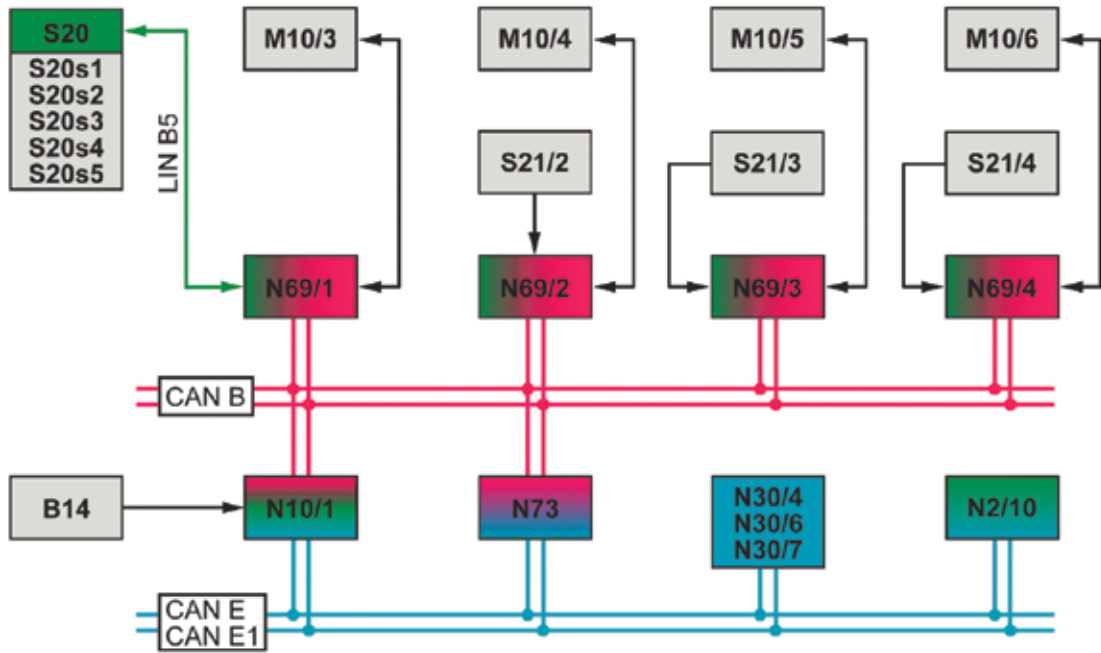 S20
S20s1
S20s2
S20s3
S20s4
S20s5
LIN B5
M10/3
M10/4
M10/5
M10/6
S21/2
S21/3
S21/4
N69/1
N69/2
N69/3
N69/4
CAN B
B14
N10/1
N73
N30/4
N30/6
N30/7
N2/10
CAN E
CAN E1